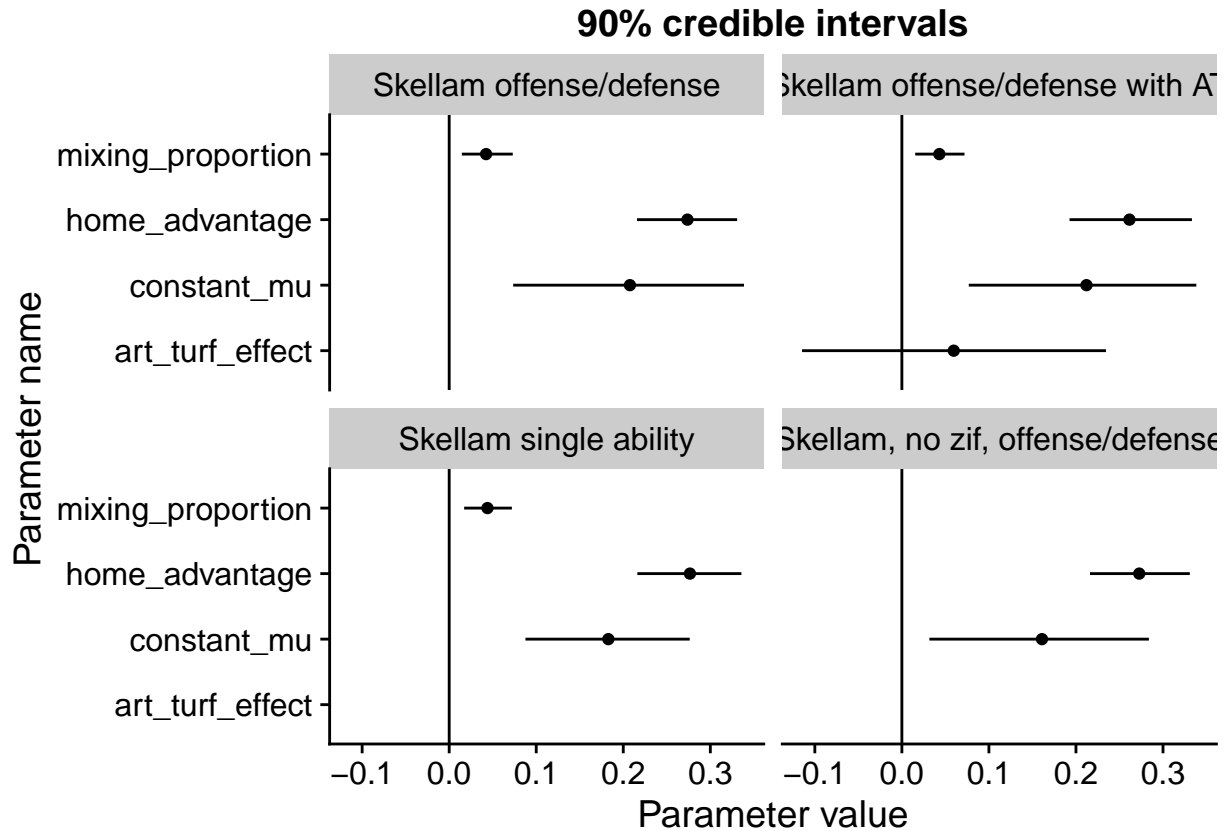 90% credible intervals
Skellam offense/defense
Skellam offense/defense with AT
mixing_proportion
home_advantage
constant_mu
art_turf_effect
Skellam single ability
Skellam, no zif, offense/defense
mixing_proportion
home_advantage
constant_mu
art_turf_effect
−0.1 0.0 0.1 0.2 0.3
−0.1 0.0 0.1 0.2 0.3
Parameter value
Parameter name